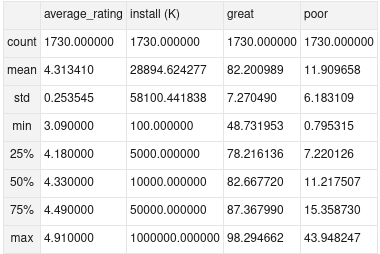 average_rating install (K) great poor
count 1730.000000 1730.000000 1730.000000 1730.000000
mean 4.313410 28894.624277 82.200989 11.909658
std 0.253545 58100.441838 7.270490 6.183109
min 3.090000 100.000000 48.731953 0.795315
25% 4.180000 5000.000000 78.216136 7.220126
50% 4.330000 10000.000000 82.667720 11.217507
75% 4.490000 50000.000000 87.367990 15.358730
max 4.910000 1000000.000000 98.294662 43.948247